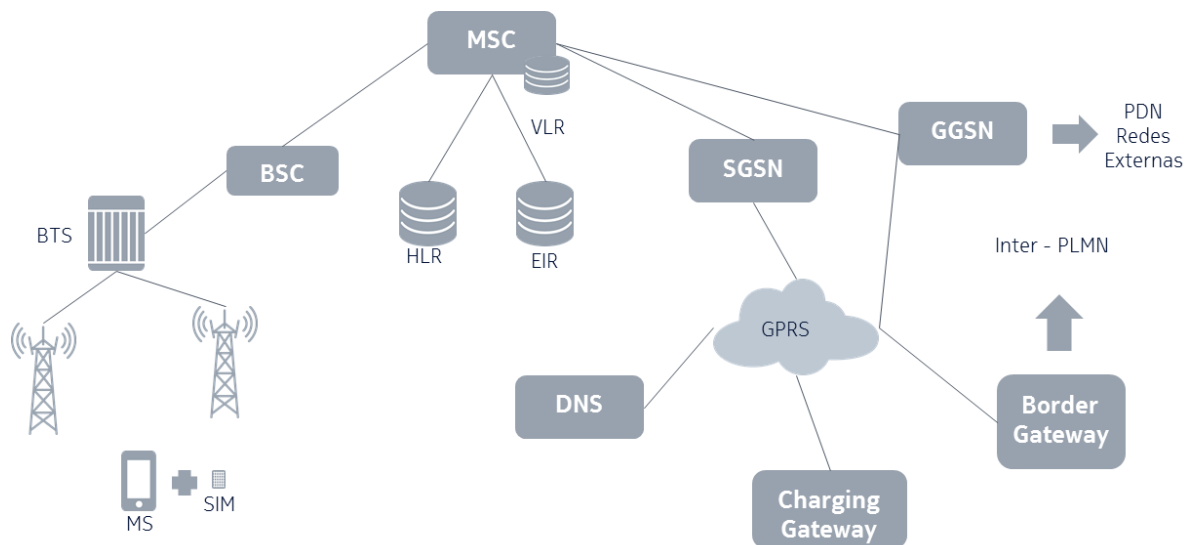 MSC
VLR
GGSN
PDN
Redes
Externas
BSC
SGSN
BTS
HLR
EIR
Inter - PLMN
GPRS
DNS
Border
Gateway
MS
SIM
Charging
Gateway